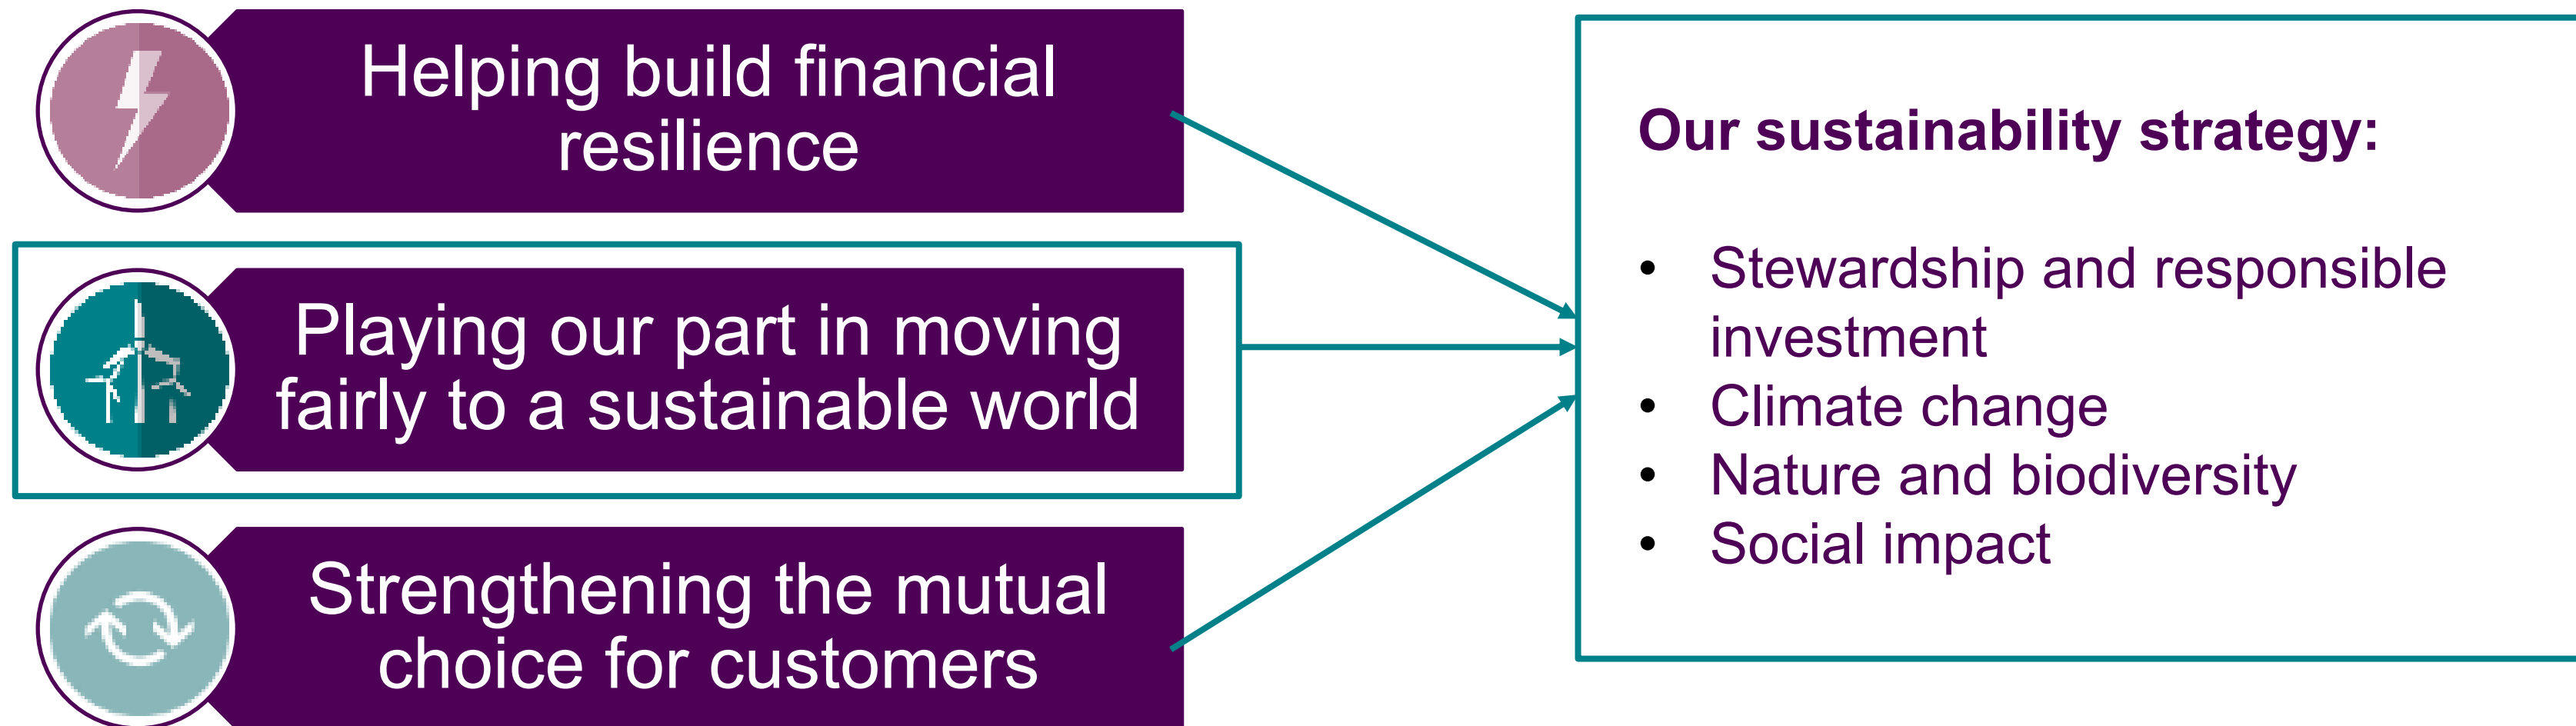 Helping build financial
resilience
Playing our part in moving
fairly to a sustainable world
Strengthening the mutual
choice for customers
Our sustainability strategy:
• Stewardship and responsible
investment
• Climate change
• Nature and biodiversity
• Social impact